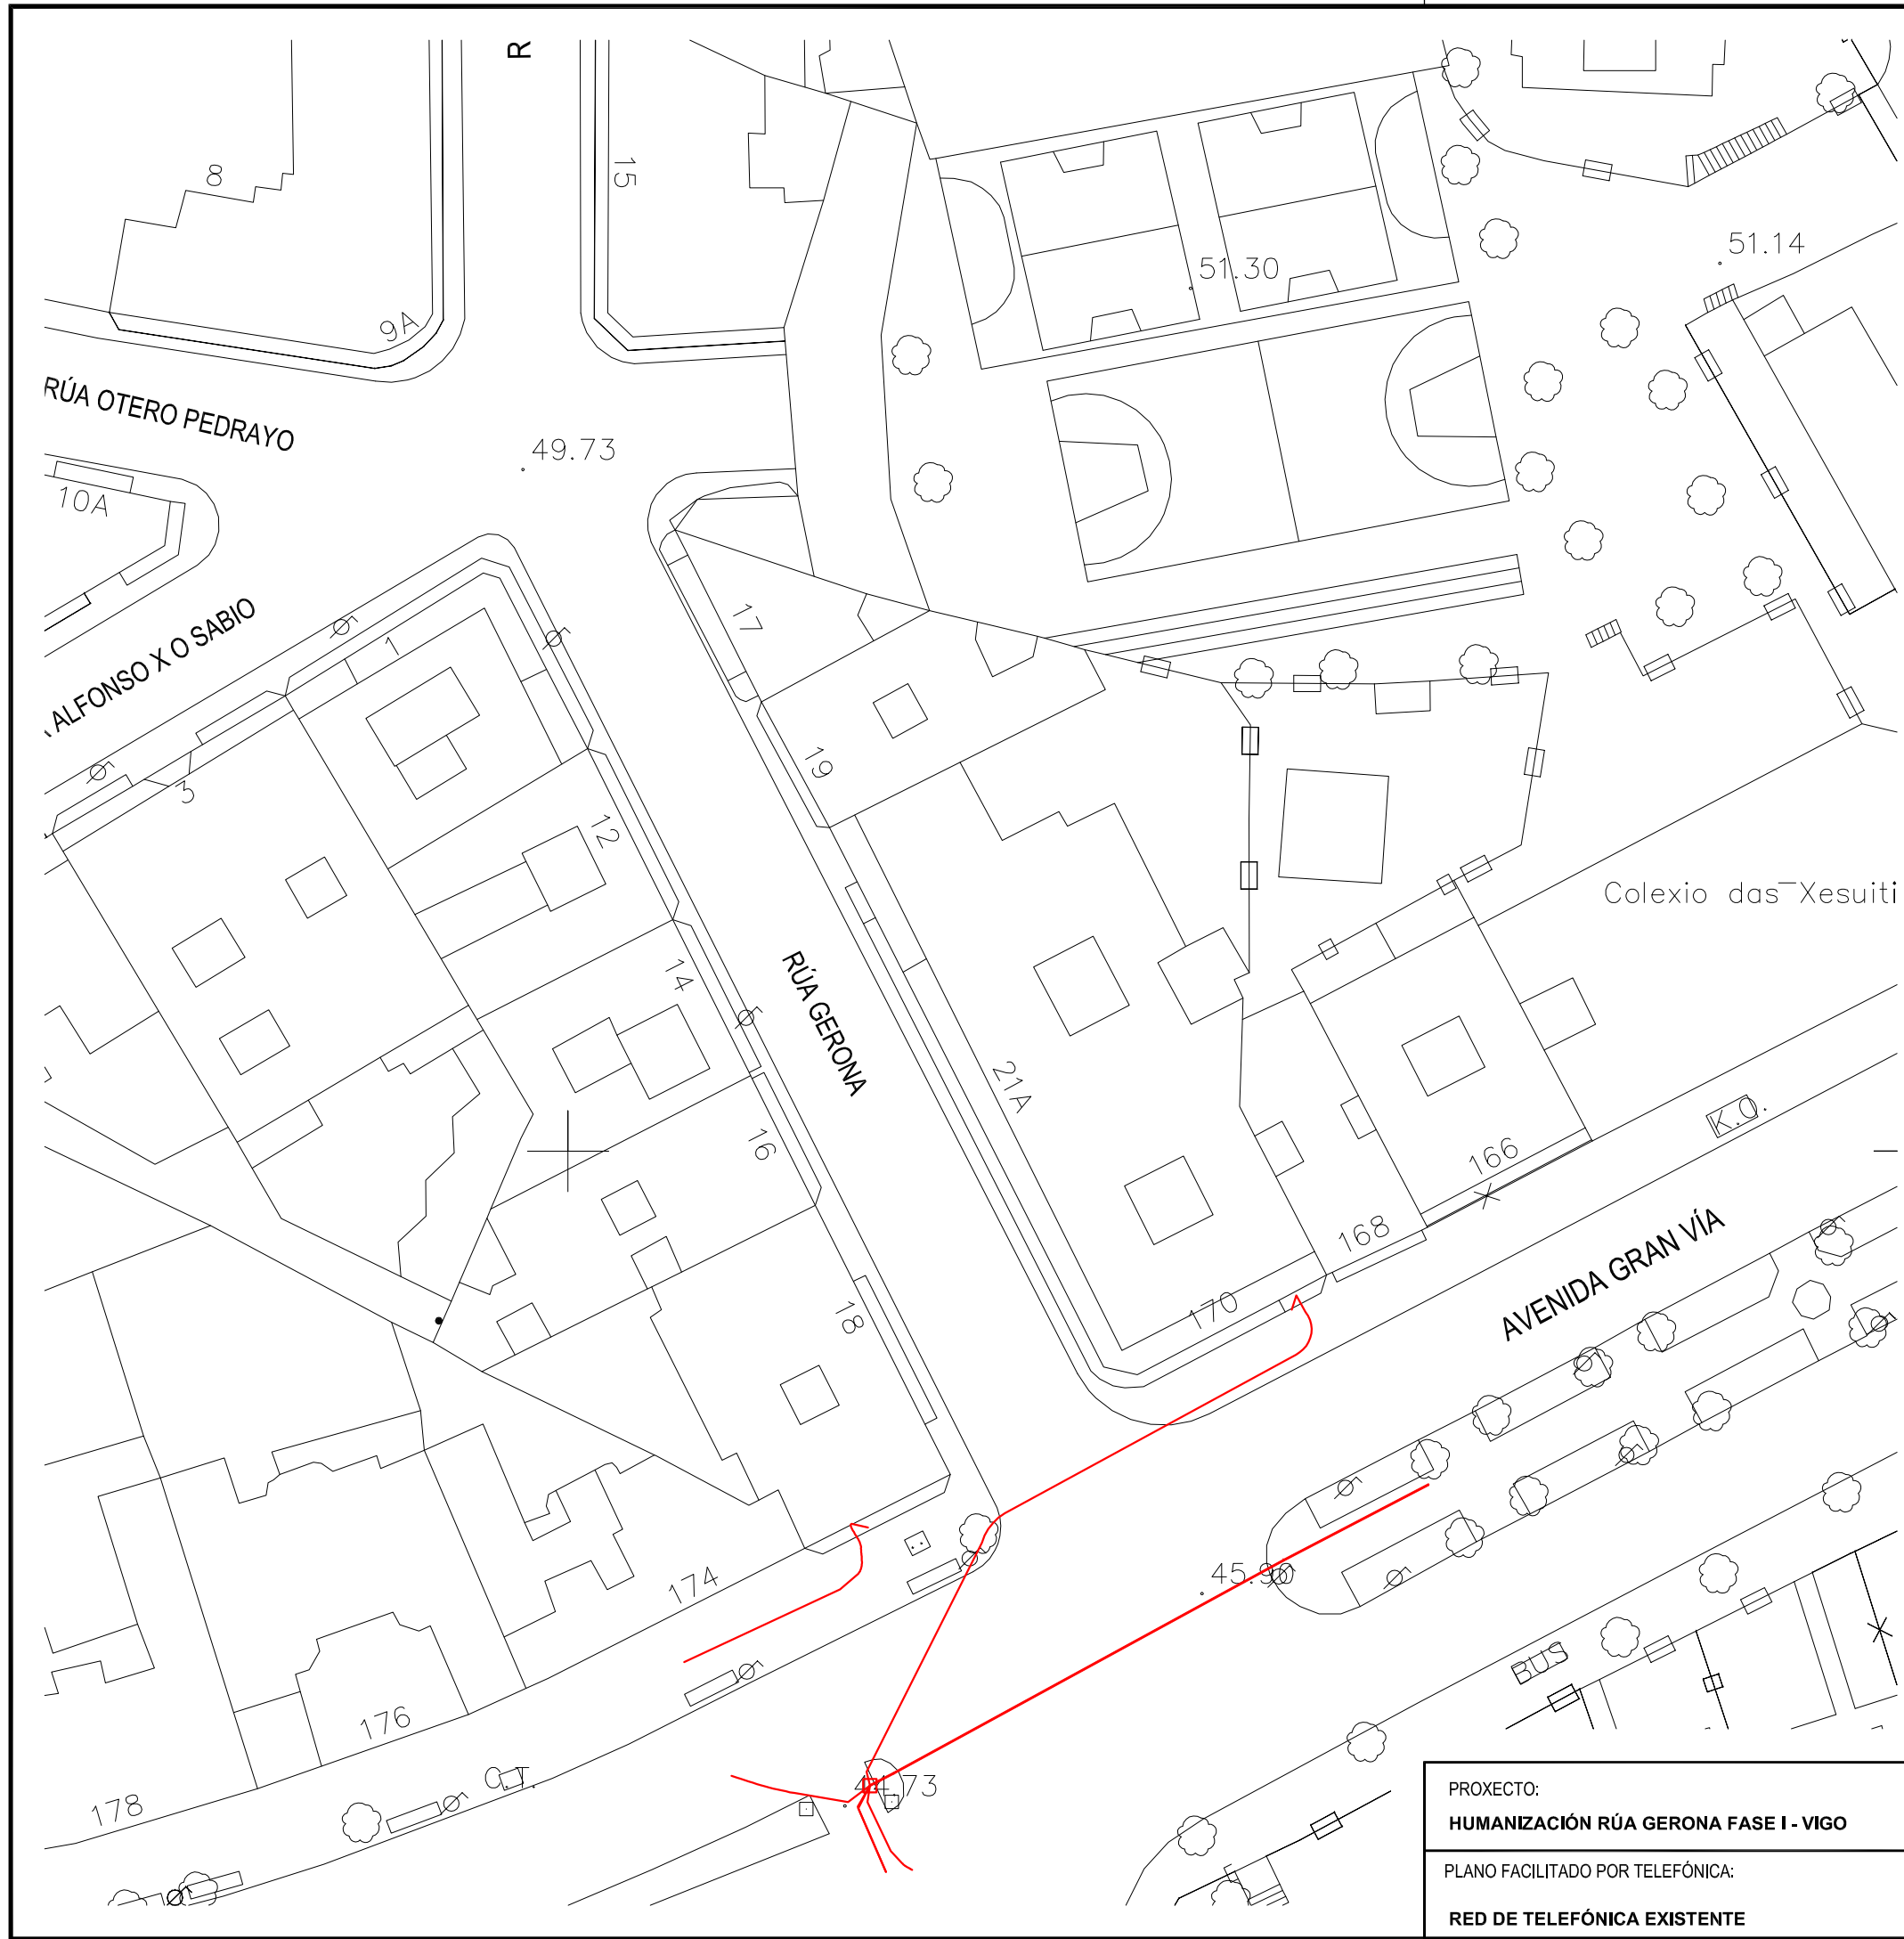 R
8
15
9A
51.14
51.30
RÚA OTERO PEDRAYO
49.73
10A
ALFONSO X O SABIO
17
1
19
3
12
Colexio das Xesuiti
14
RÚA GERONA
21A
16
K.O.
166
168
AVENIDA GRAN VÍA
170
18
174
45.90
BUS
176
C.T.
178
44.73
PROXECTO:
HUMANIZACIÓN RÚA GERONA FASE I - VIGO
PLANO FACILITADO POR TELEFÓNICA:
RED DE TELEFÓNICA EXISTENTE